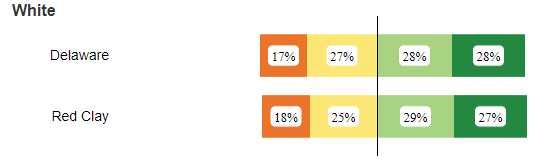 White
Delaware 17% 27% 28% 28%
Red Clay 18% 25% 29% 27%